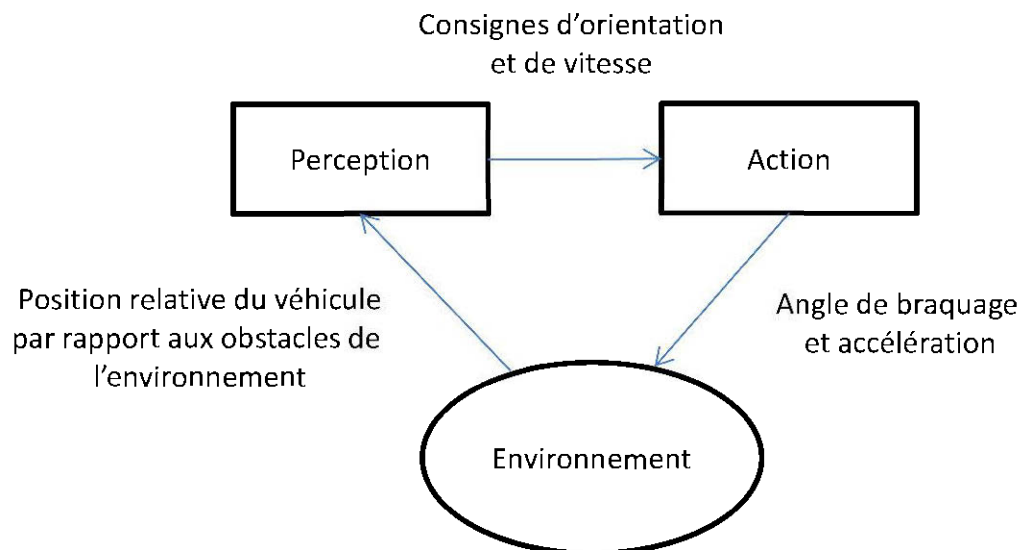 Consignes d'orientation
et de vitesse
Perception
Action
Position relative du véhicule
par rapport aux obstacles de
l'environnement
Angle de braquage
et accélération
Environnement